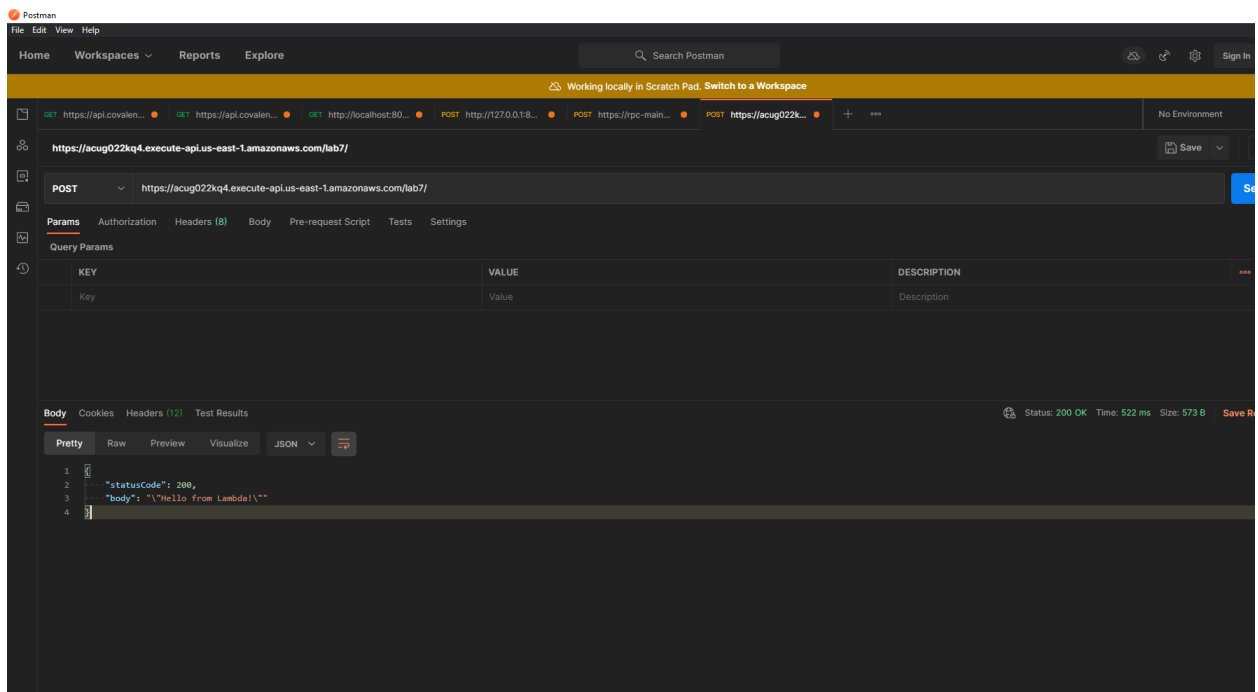 Postman
File Edit View Help
Home Workspaces Reports Explore Search Postman Sign In
Working locally in Scratch Pad. Switch to a Workspace
GET https://api.covalen... GET https://api.covalen... GET http://localhost:80... POST http://127.0.0.1:8... POST https://rpc-main... POST https://acug022k... + ooo No Environment
https://acug022kq4.execute-api.us-east-1.amazonaws.com/lab7/ Save
POST https://acug022kq4.execute-api.us-east-1.amazonaws.com/lab7/ Se
Params Authorization Headers (8) Body Pre-request Script Tests Settings
Query Params
KEY VALUE DESCRIPTION ooo
Key Value Description
Body Cookies Headers (12) Test Results Status: 200 OK Time: 522 ms Size: 573 B Save Re
Pretty Raw Preview Visualize JSON
1 {
2 ····"statusCode": 200,
3 ····"body": "\"Hello from Lambda!\""
4 }